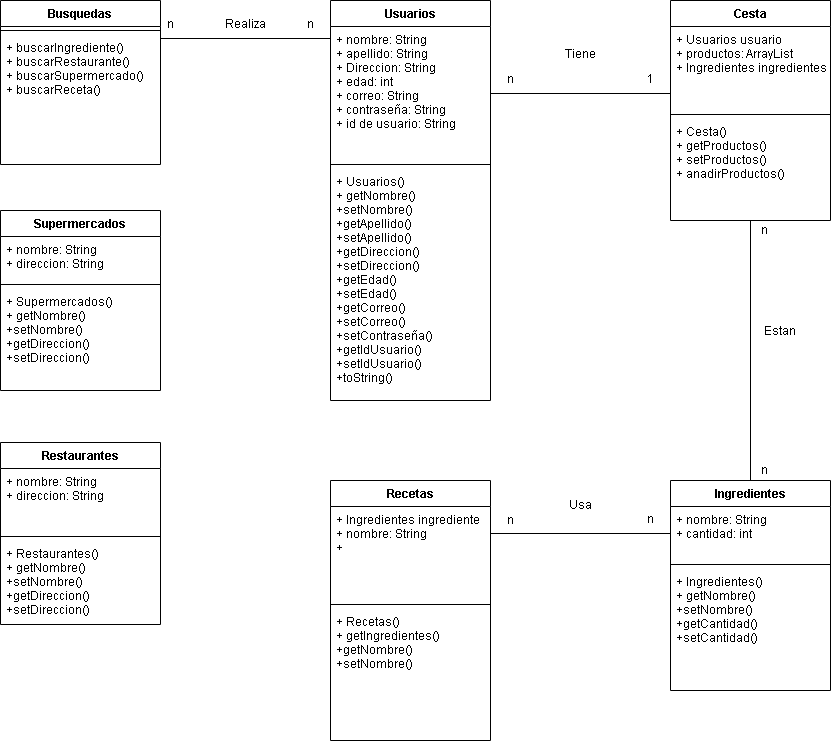 Busquedas
+ buscarIngrediente()
+ buscarRestaurante()
+ buscarSupermercado()
+ buscarReceta()
n
Realiza
n
Usuarios
+ nombre: String
+ apellido: String
+ Direccion: String
+ edad: int
+ correo: String
+ contraseña: String
+ id de usuario: String
+ Usuarios()
+ getNombre()
+setNombre()
+getApellido()
+setApellido()
+getDireccion()
+setDireccion()
+getEdad()
+setEdad()
+getCorreo()
+setCorreo()
+setContraseña()
+getIdUsuario()
+setIdUsuario()
+toString()
Tiene
n
1
Cesta
+ Usuarios usuario
+ productos: ArrayList
+ Ingredientes ingredientes
+ Cesta()
+ getProductos()
+ setProductos()
+ anadirProductos()
n
Estan
n
Supermercados
+ nombre: String
+ direccion: String
+ Supermercados()
+ getNombre()
+setNombre()
+getDireccion()
+setDireccion()
Restaurantes
+ nombre: String
+ direccion: String
+ Restaurantes()
+ getNombre()
+setNombre()
+getDireccion()
+setDireccion()
Recetas
+ Ingredientes ingrediente
+ nombre: String
+
+ Recetas()
+ getIngredientes()
+getNombre()
+setNombre()
n
Usa
n
Ingredientes
+ nombre: String
+ cantidad: int
+ Ingredientes()
+ getNombre()
+setNombre()
+getCantidad()
+setCantidad()